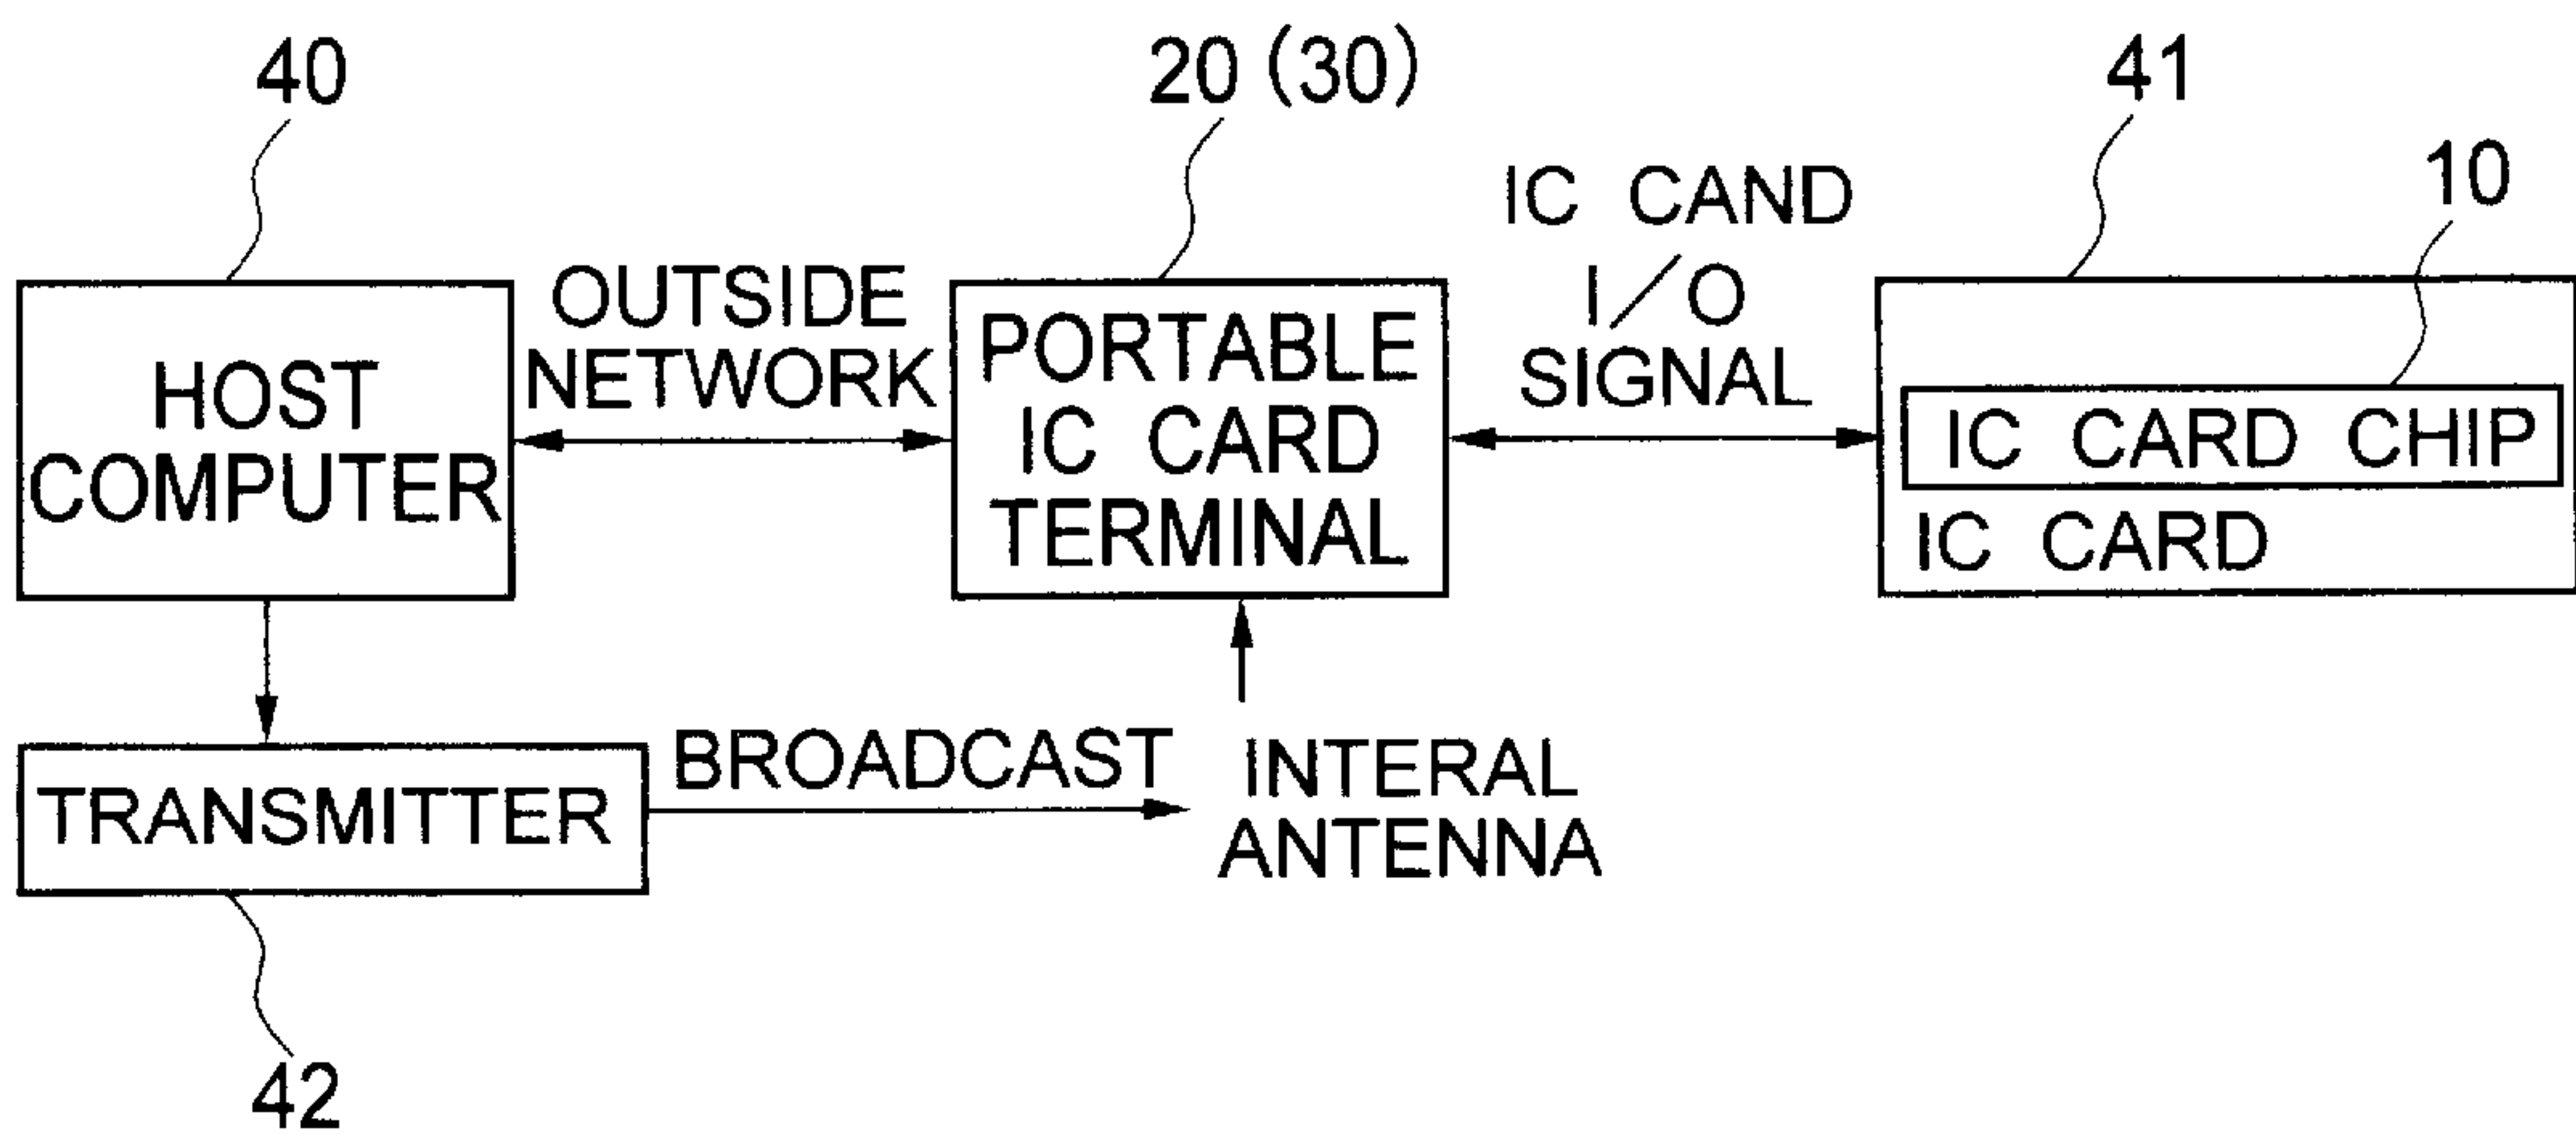 40
20 (30)
41
10
IC CAND
I/O
SIGNAL
OUTSIDE
NETWORK
HOST
COMPUTER
PORTABLE
IC CARD
TERMINAL
IC CARD CHIP
IC CARD
BROADCAST
INTERAL
ANTENNA
TRANSMITTER
42